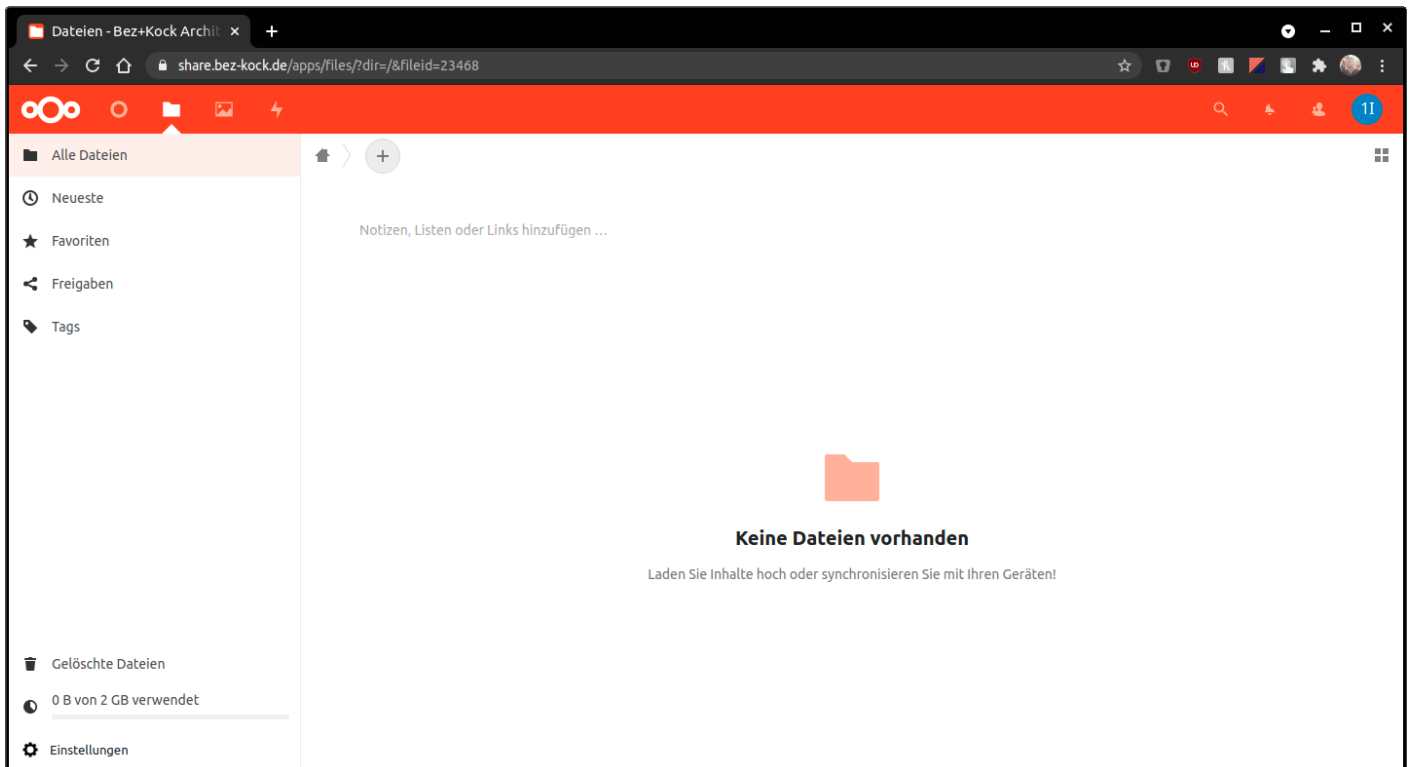 Dateien - Bez+Kock Archit
share.bez-kock.de/apps/files/?dir=/&fileid=23468
1I
Alle Dateien
Neueste
Favoriten
Freigaben
Tags
Notizen, Listen oder Links hinzufügen ...
Keine Dateien vorhanden
Laden Sie Inhalte hoch oder synchronisieren Sie mit Ihren Geräten!
Gelöschte Dateien
0 B von 2 GB verwendet
Einstellungen